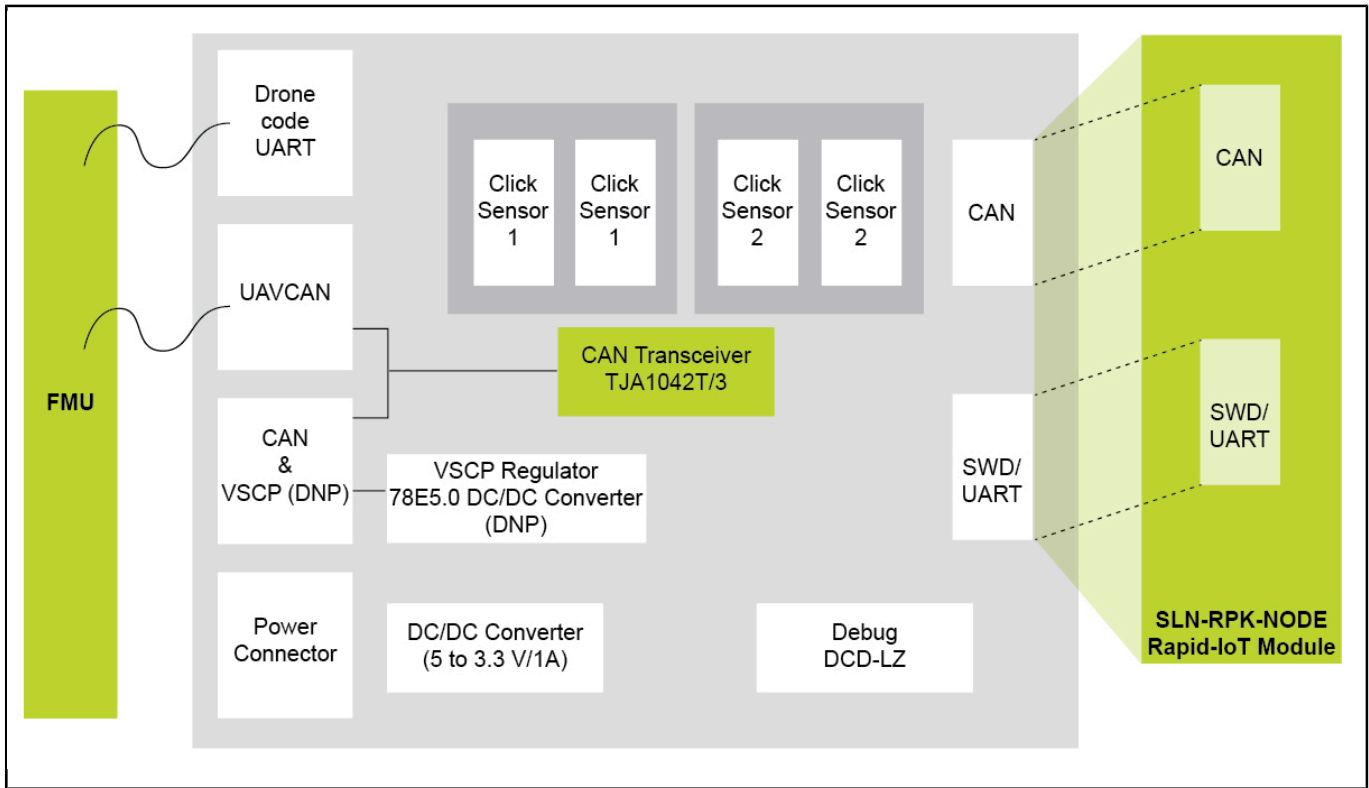 FMU
Drone
code
UART
UAVCAN
CAN
&
VSCP (DNP)
Power
Connector
Click
Sensor
1
Click
Sensor
1
Click
Sensor
2
Click
Sensor
2
CAN Transceiver
TJA1042T/3
VSCP Regulator
78E5.0 DC/DC Converter
(DNP)
DC/DC Converter
(5 to 3.3 V/1A)
Debug
DCD-LZ
CAN
SWD/
UART
CAN
SWD/
UART
SLN-RPK-NODE
Rapid-IoT Module